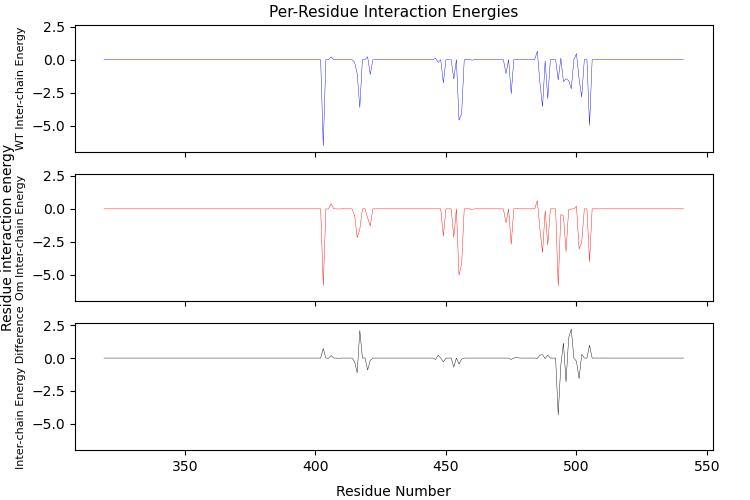 Per-Residue Interaction Energies
Residue interaction energy
WT Inter-chain Energy
2.5
0.0
−2.5
−5.0
Om Inter-chain Energy
2.5
0.0
−2.5
−5.0
Inter-chain Energy Difference
2.5
0.0
−2.5
−5.0
350
400
450
500
550
Residue Number